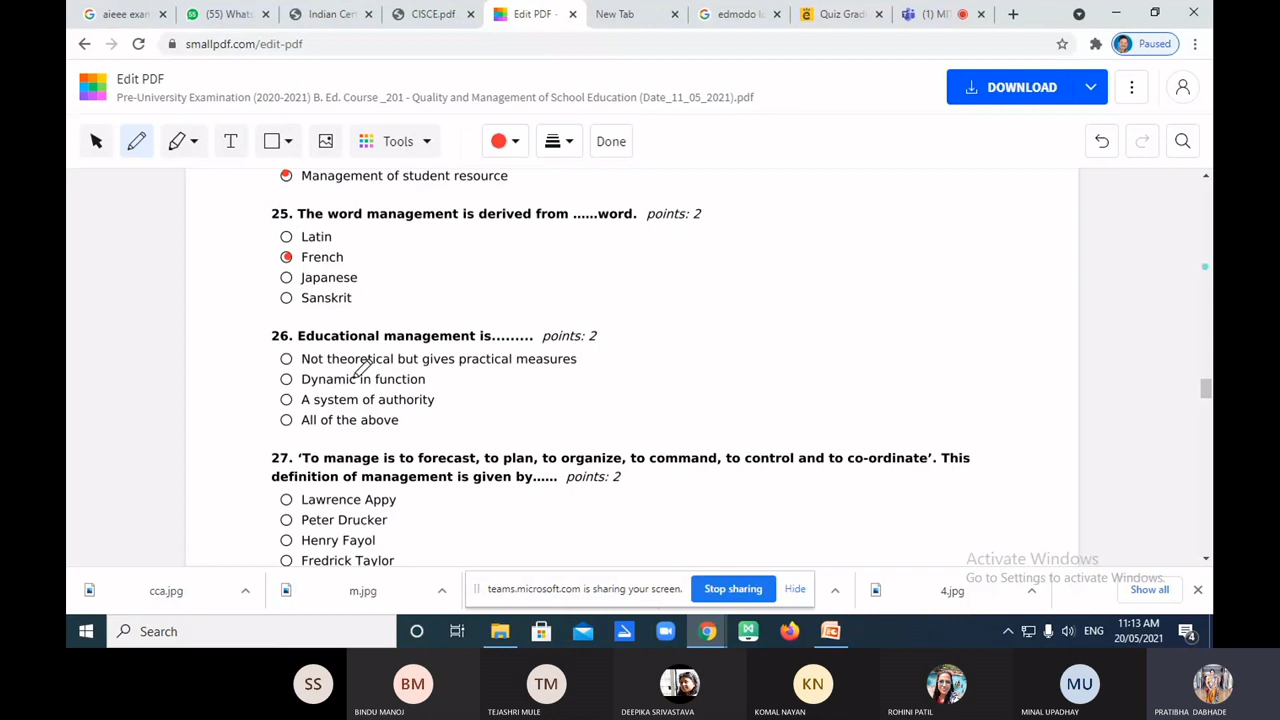 aieee exan
(55) Whats
Indian Cer
CISCE.pdf
Edit PDF -
New Tab
edmodo lo
Quiz Grad
(1) MI
smallpdf.com/edit-pdf
Paused
Edit PDF
Pre-University Examination (2020-2021) B. Ed. Course _201 - Quality and Management of School Education (Date_11_05_2021).pdf
DOWNLOAD
T
Tools
Done
Management of student resource
25. The word management is derived from ......word. points: 2
Latin
French
Japanese
Sanskrit
26. Educational management is......... points: 2
Not theoretical but gives practical measures
Dynamic in function
A system of authority
All of the above
27. ‘To manage is to forecast, to plan, to organize, to command, to control and to co-ordinate’. This
definition of management is given by...... points: 2
Lawrence Appy
Peter Drucker
Henry Fayol
Fredrick Taylor
Activate Windows
Go to Settings to activate Windows.
cca.jpg
m.jpg
teams.microsoft.com is sharing your screen.
Stop sharing
Hide
4.jpg
Show all
Search
ENG
11:13 AM
20/05/2021
4
SS
BM
TM
KN
MU
BINDU MANOJ
TEJASHRI MULE
DEEPIKA SRIVASTAVA
KOMAL NAYAN
ROHINI PATIL
MINAL UPADHAY
PRATIBHA DABHADE